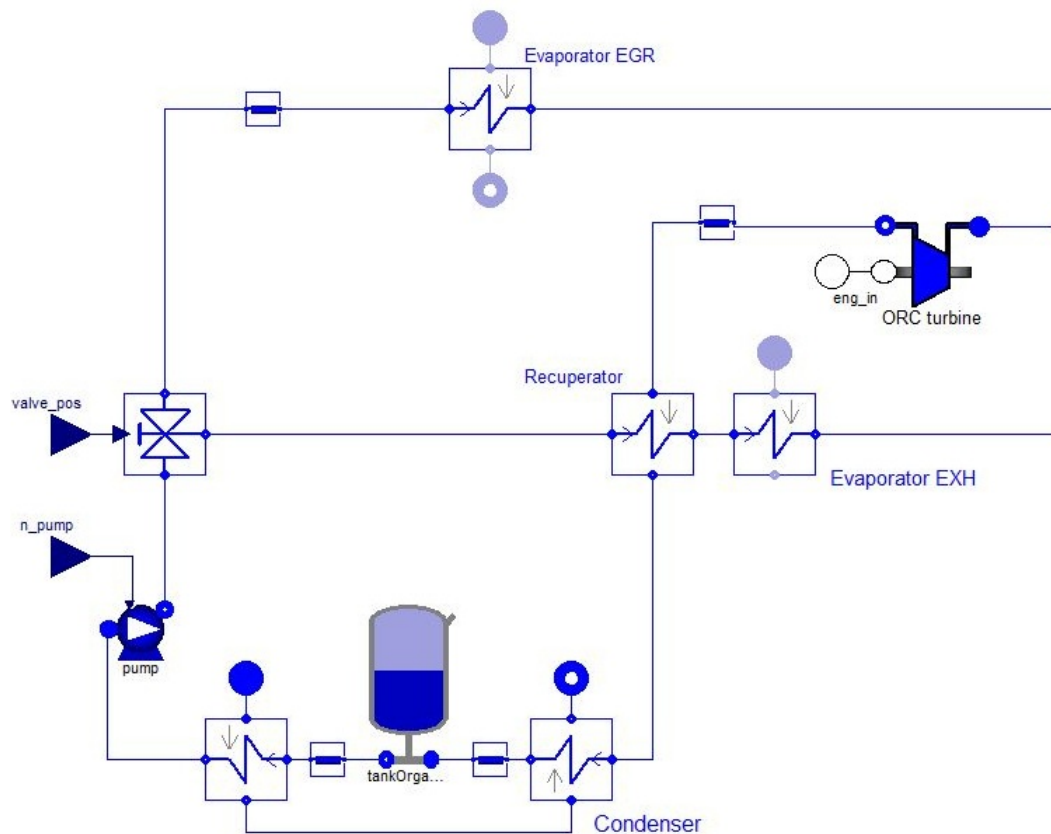 Evaporator EGR
eng_in
ORC turbine
Recuperator
valve_pos
Evaporator EXH
n_pump
pump
tankOrga...
Condenser